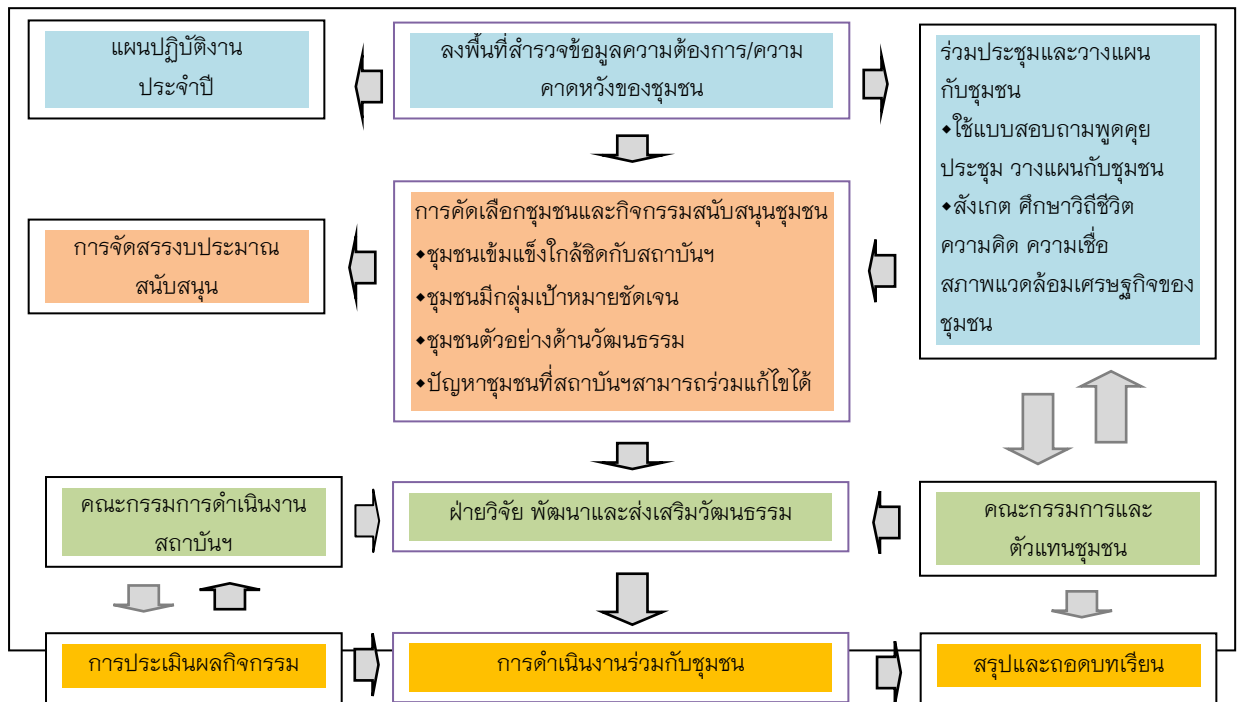 แผนปฏิบัติงาน
ประจำปี
ลงพื้นที่สำรวจข้อมูลความต้องการ/ความ
คาดหวังของชุมชน
ร่วมประชุมและวางแผน
กับชุมชน
◆ใช้แบบสอบถามพูดคุย
ประชุม วางแผนกับชุมชน
◆สังเกต ศึกษาวิถีชีวิต
ความคิด ความเชื่อ
สภาพแวดล้อมเศรษฐกิจของ
ชุมชน
การจัดสรรงบประมาณ
สนับสนุน
การคัดเลือกชุมชนและกิจกรรมสนับสนุนชุมชน
◆ชุมชนเข้มแข็งใกล้ชิดกับสถาบันฯ
◆ชุมชนมีกลุ่มเป้าหมายชัดเจน
◆ชุมชนตัวอย่างด้านวัฒนธรรม
◆ปัญหาชุมชนที่สถาบันฯสามารถร่วมแก้ไขได้
คณะกรรมการดำเนินงาน
สถาบันฯ
ฝ่ายวิจัย พัฒนาและส่งเสริมวัฒนธรรม
คณะกรรมการและ
ตัวแทนชุมชน
การประเมินผลกิจกรรม
การดำเนินงานร่วมกับชุมชน
สรุปและถอดบทเรียน